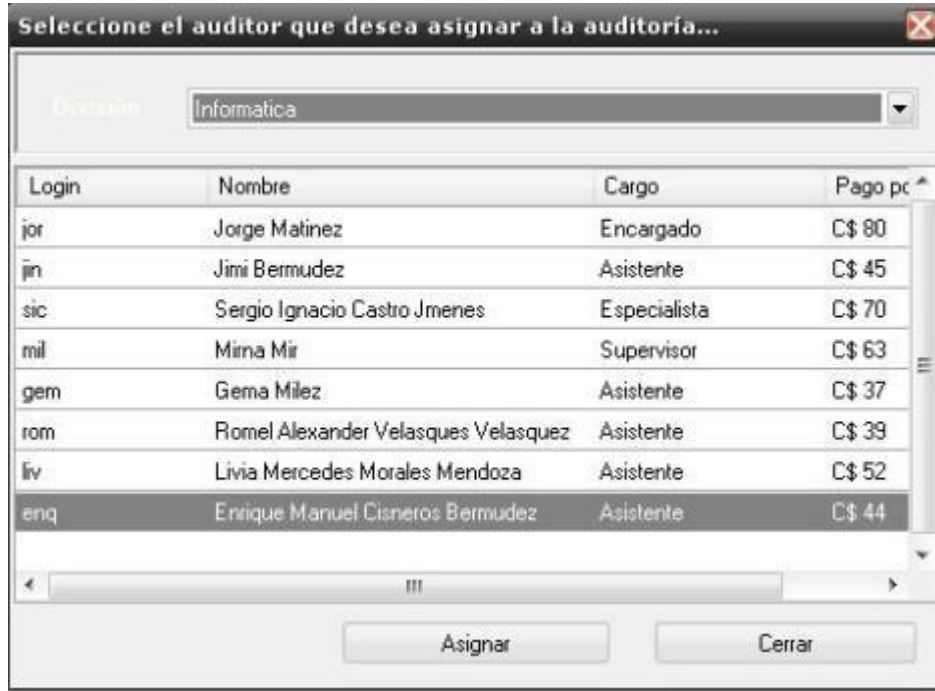 Seleccione el auditor que desea asignar a la auditoría...
División Informatica
Login Nombre Cargo Pago po
jor Jorge Matinez Encargado C$ 80
jin Jimi Bermudez Asistente C$ 45
sic Sergio Ignacio Castro Jmenes Especialista C$ 70
mil Mirna Mir Supervisor C$ 63
gem Gema Milez Asistente C$ 37
rom Romel Alexander Velasques Velasquez Asistente C$ 39
liv Livia Mercedes Morales Mendoza Asistente C$ 52
enq Enrique Manuel Cisneros Bermudez Asistente C$ 44
Asignar Cerrar